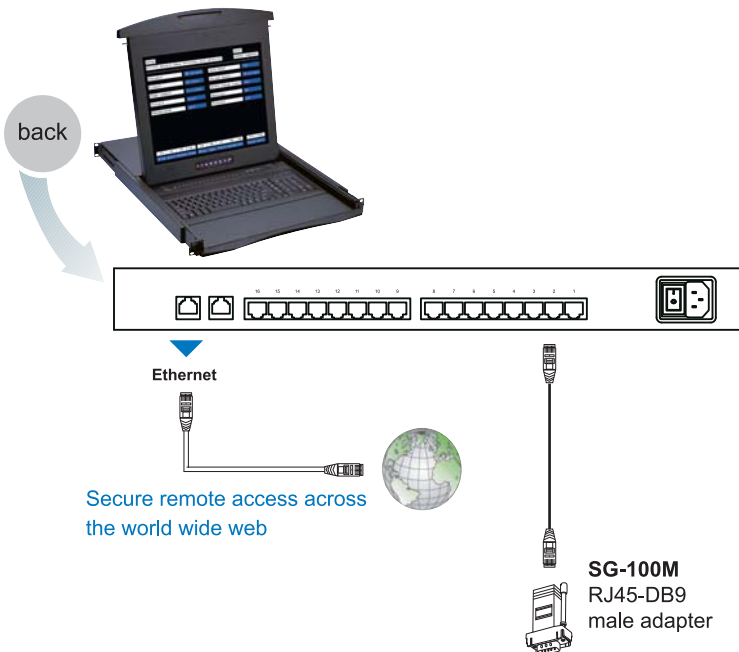 back
16 15 14 13 12 11 10 9 8 7 6 5 4 3 2 1
Ethernet
Secure remote access across
the world wide web
SG-100M
RJ45-DB9
male adapter